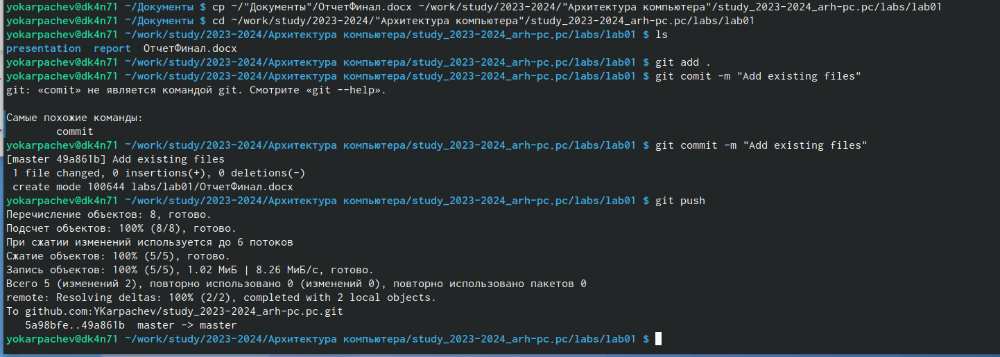 yokarpachev@dk4n71 ~/Документы $ cp ~/"Документы"/ОтчетФинал.docx ~/work/study/2023-2024/"Архитектура компьютера"/study_2023-2024_arh-pc.pc/labs/lab01
yokarpachev@dk4n71 ~/Документы $ cd ~/work/study/2023-2024/"Архитектура компьютера"/study_2023-2024_arh-pc.pc/labs/lab01
yokarpachev@dk4n71 ~/work/study/2023-2024/Архитектура компьютера/study_2023-2024_arh-pc.pc/labs/lab01 $ ls
presentation  report  ОтчетФинал.docx
yokarpachev@dk4n71 ~/work/study/2023-2024/Архитектура компьютера/study_2023-2024_arh-pc.pc/labs/lab01 $ git add .
yokarpachev@dk4n71 ~/work/study/2023-2024/Архитектура компьютера/study_2023-2024_arh-pc.pc/labs/lab01 $ git comit -m "Add existing files"
git: «comit» не является командой git. Смотрите «git --help».
Самые похожие команды:
        commit
yokarpachev@dk4n71 ~/work/study/2023-2024/Архитектура компьютера/study_2023-2024_arh-pc.pc/labs/lab01 $ git commit -m "Add existing files"
[master 49a861b] Add existing files
 1 file changed, 0 insertions(+), 0 deletions(-)
 create mode 100644 labs/lab01/ОтчетФинал.docx
yokarpachev@dk4n71 ~/work/study/2023-2024/Архитектура компьютера/study_2023-2024_arh-pc.pc/labs/lab01 $ git push
Перечисление объектов: 8, готово.
Подсчет объектов: 100% (8/8), готово.
При сжатии изменений используется до 6 потоков
Сжатие объектов: 100% (5/5), готово.
Запись объектов: 100% (5/5), 1.02 МиБ | 8.26 МиБ/с, готово.
Всего 5 (изменений 2), повторно использовано 0 (изменений 0), повторно использовано пакетов 0
remote: Resolving deltas: 100% (2/2), completed with 2 local objects.
To github.com:YKarpachev/study_2023-2024_arh-pc.pc.git
   5a98bfe..49a861b  master -> master
yokarpachev@dk4n71 ~/work/study/2023-2024/Архитектура компьютера/study_2023-2024_arh-pc.pc/labs/lab01 $